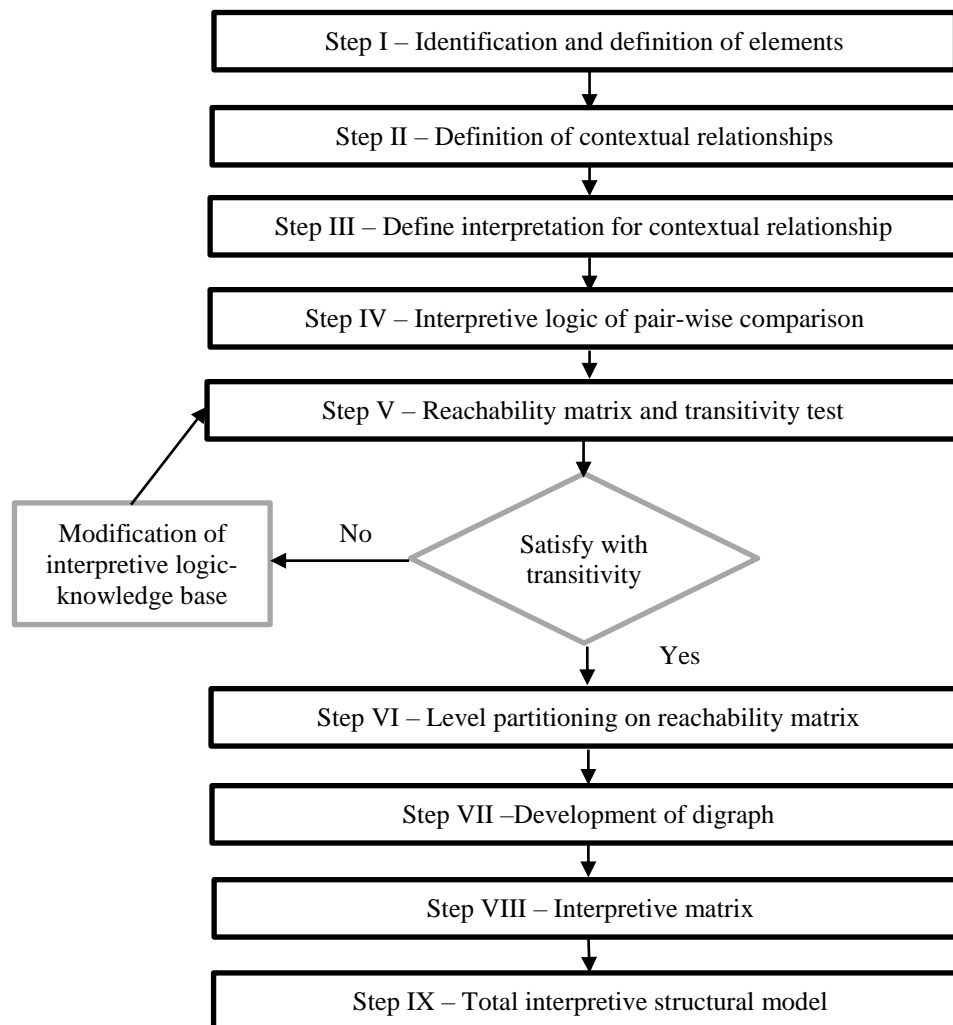 Step I – Identification and definition of elements
Step II – Definition of contextual relationships
Step III – Define interpretation for contextual relationship
Step IV – Interpretive logic of pair-wise comparison
Step V – Reachability matrix and transitivity test
Modification of
interpretive logic-
knowledge base
No
Satisfy with
transitivity
Yes
Step VI – Level partitioning on reachability matrix
Step VII –Development of digraph
Step VIII – Interpretive matrix
Step IX – Total interpretive structural model